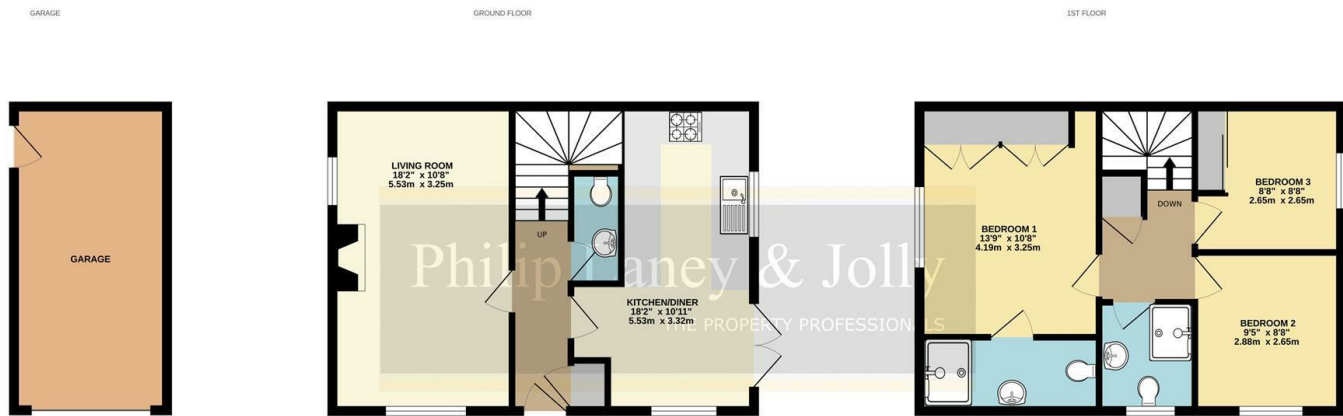 GARAGE
GROUND FLOOR
1ST FLOOR
GARAGE
LIVING ROOM
18'2" x 10'8"
5.53m x 3.25m
UP
KITCHEN/DINER
18'2" x 10'11"
5.53m x 3.32m
BEDROOM 1
13'9" x 10'8"
4.19m x 3.25m
DOWN
BEDROOM 3
8'8" x 8'8"
2.65m x 2.65m
BEDROOM 2
9'5" x 8'8"
2.88m x 2.65m
Philip Laney & Jolly
THE PROPERTY PROFESSIONALS